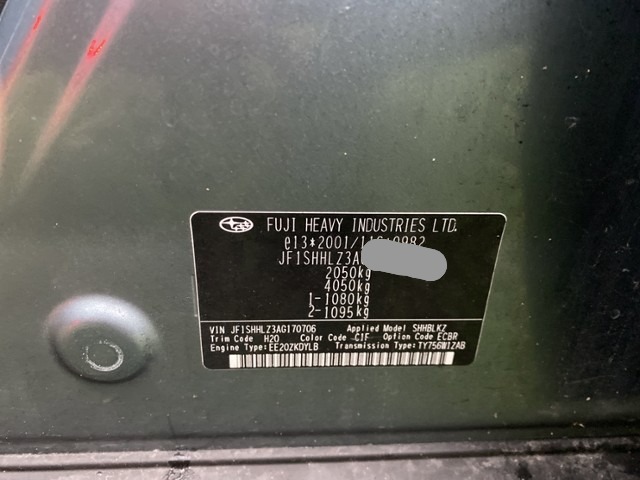 FUJI HEAVY INDUSTRIES LTD.
e13*2001/116*0982
JF1SHHLZ3A
2050kg
4050kg
1-1080kg
2-1095kg
VIN JF1SHHLZ3AG170706 Applied Model SHHBLKZ
Trim Code H20 Color Code C1F Option Code ECBR
Engine Type: EE20ZKDYLB Transmission Type: TY756W1ZAB